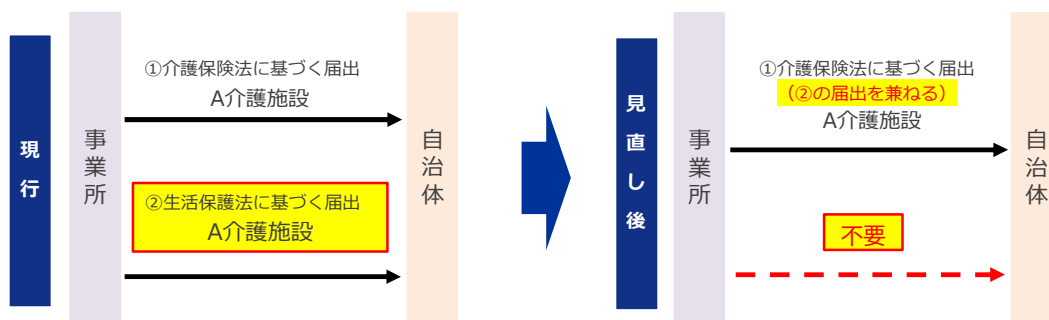 現行
事業所
①介護保険法に基づく届出
A介護施設
②生活保護法に基づく届出
A介護施設
自治体
見直し後
事業所
①介護保険法に基づく届出
（②の届出を兼ねる）
A介護施設
不要
自治体